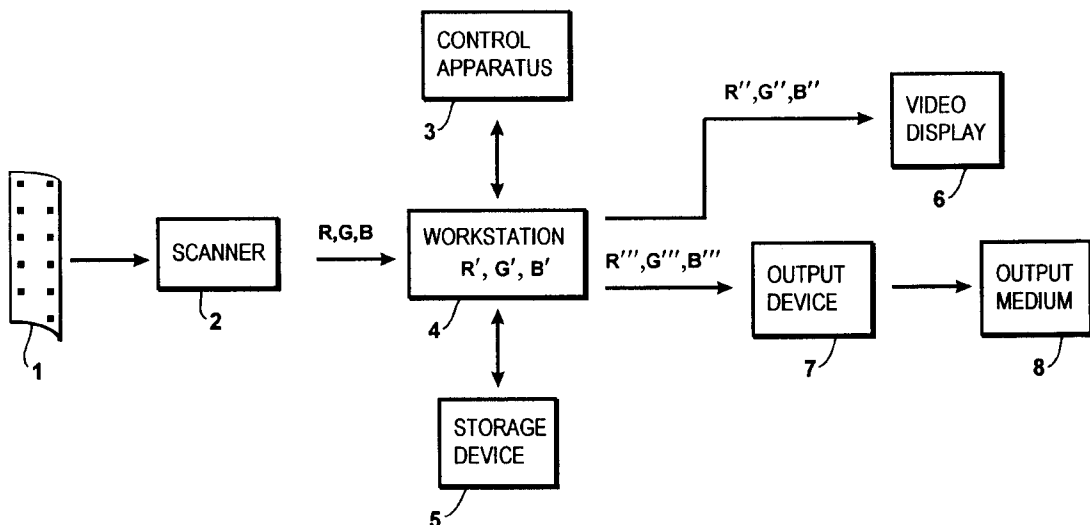 CONTROL
APPARATUS
3
R'',G'',B''
VIDEO
DISPLAY
6
1
SCANNER
2
R,G,B
WORKSTATION
R', G', B'
4
R''',G''',B'''
OUTPUT
DEVICE
7
OUTPUT
MEDIUM
8
STORAGE
DEVICE
5